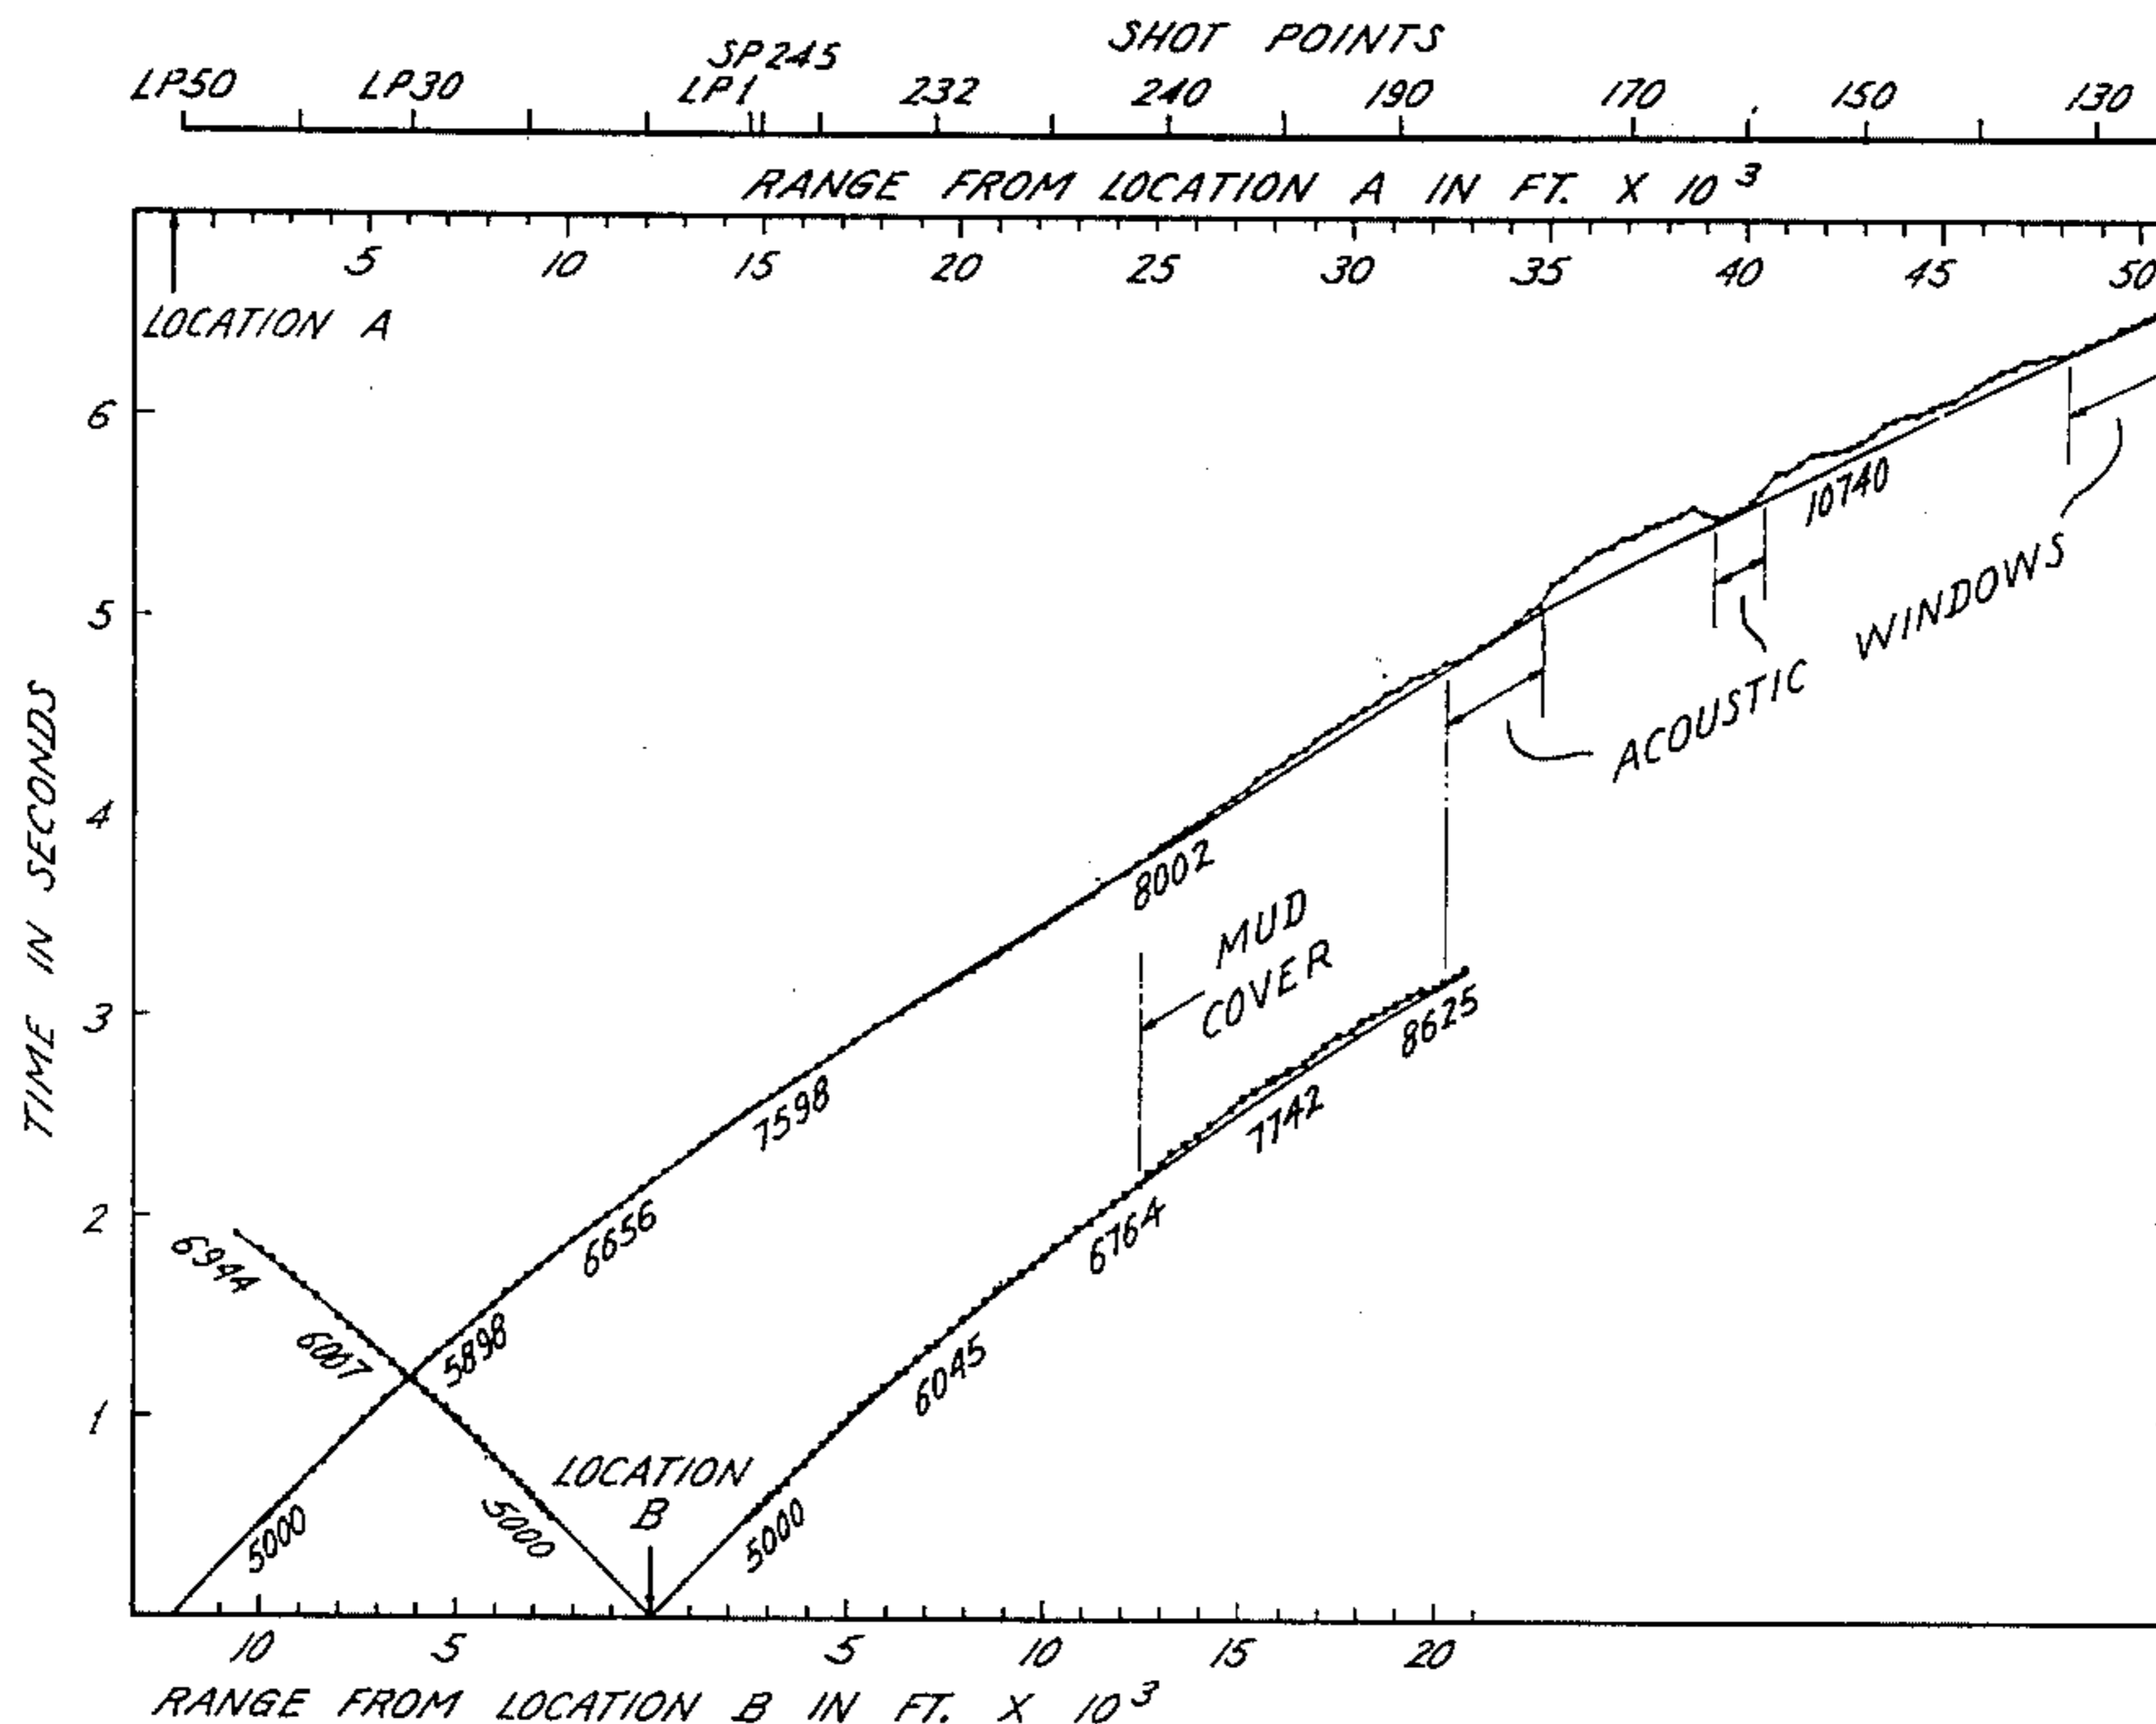 SHOT POINTS
LP50 LP30 SP245 LP1 232 240 190 170 150 130
RANGE FROM LOCATION A IN FT. X 10³
5 10 15 20 25 30 35 40 45 50
LOCATION A
TIME IN SECONDS
6
5
4
3
2
1
10740
ACOUSTIC WINDOWS
8002
MUD
COVER
8625
7742
7598
6764
6656
6944
6007
5898
6045
LOCATION
B
5000
5000
5000
10 5 5 10 15 20
RANGE FROM LOCATION B IN FT. X 10³